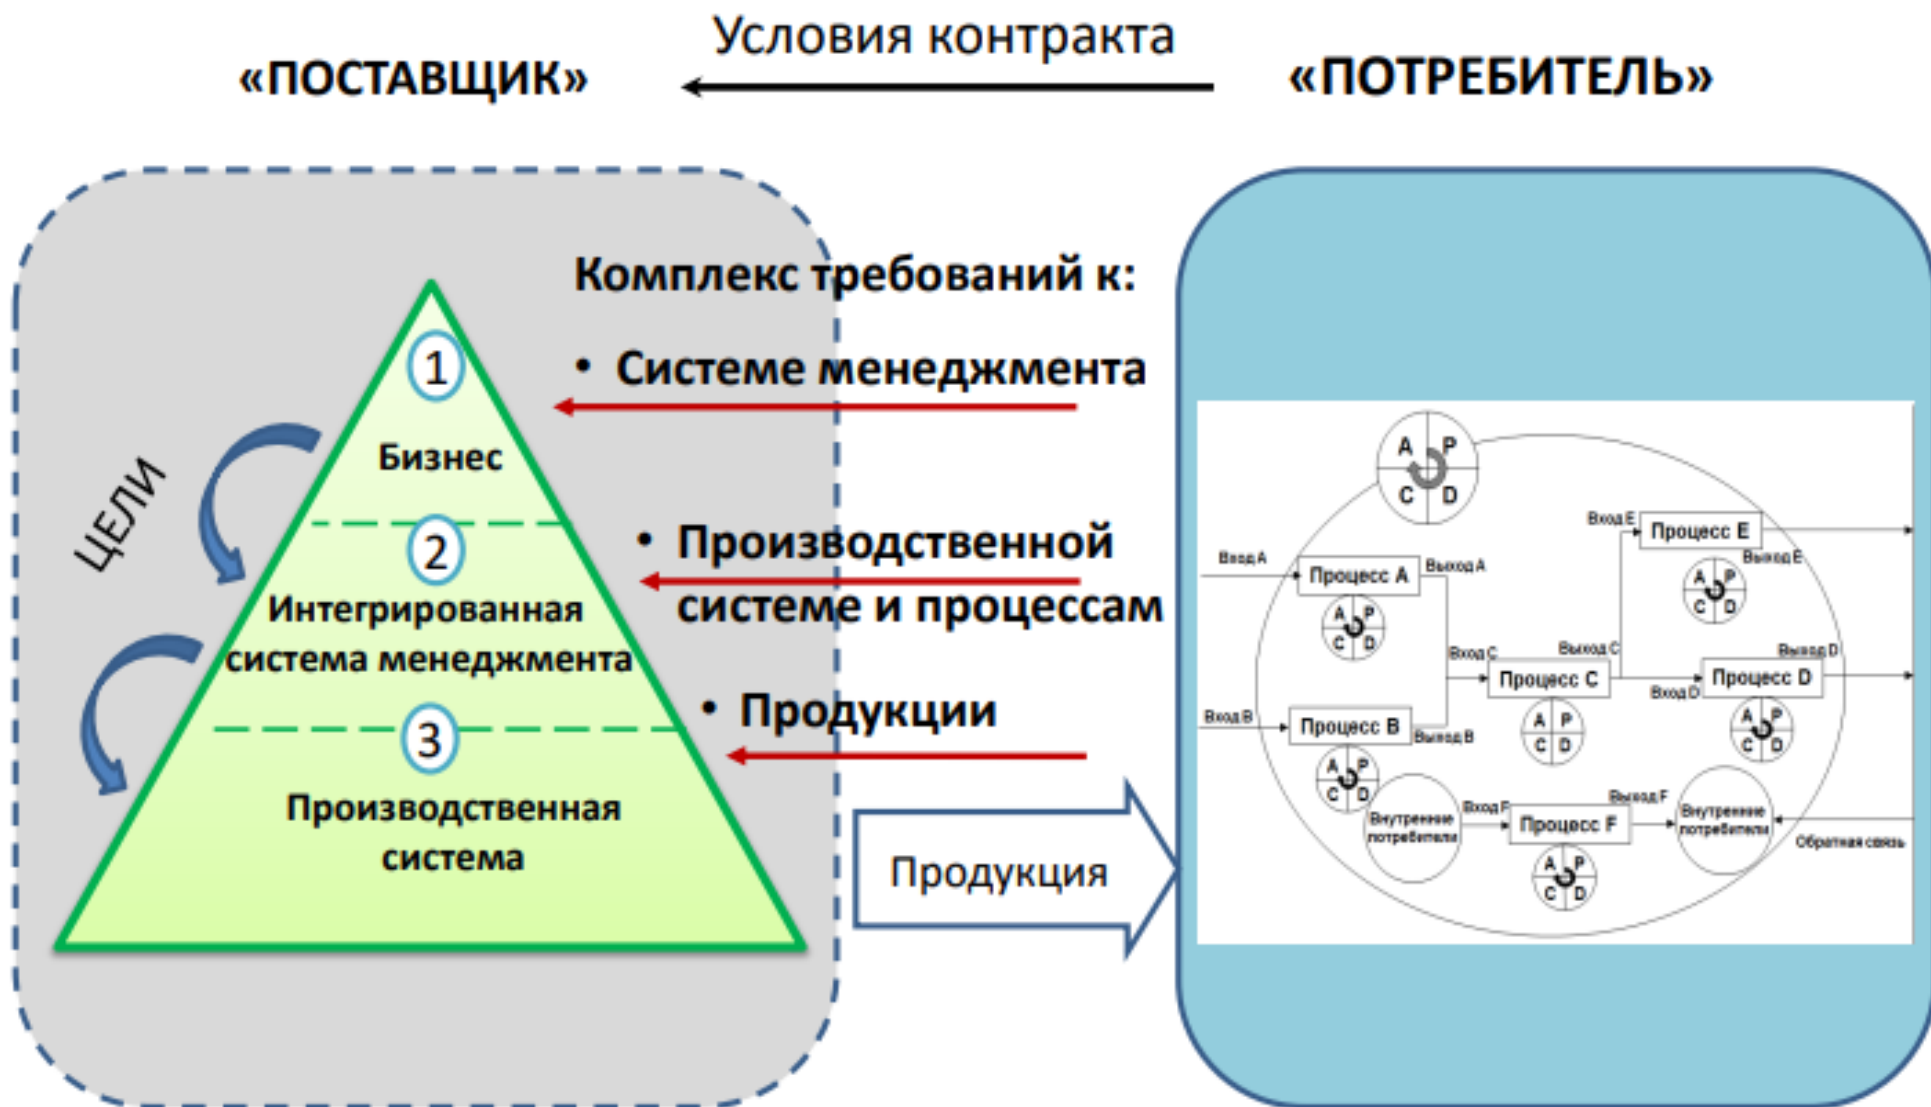 Условия контракта
«ПОСТАВЩИК»
«ПОТРЕБИТЕЛЬ»
Комплекс требований к:
• Системе менеджмента
• Производственной
системе и процессам
• Продукции
ЦЕЛИ
1
Бизнес
2
Интегрированная
система менеджмента
3
Производственная
система
Продукция
A P
C D
Вход A
Процесс A
Выход A
A P
C D
Вход B
Процесс B
Выход B
A P
C D
Вход C
Процесс C
Выход C
A P
C D
Вход E
Процесс E
Выход E
A P
C D
Вход D
Процесс D
Выход D
A P
C D
Внутренние
потребители
Вход F
Процесс F
Выход F
A P
C D
Внутренние
потребители
Обратная связь